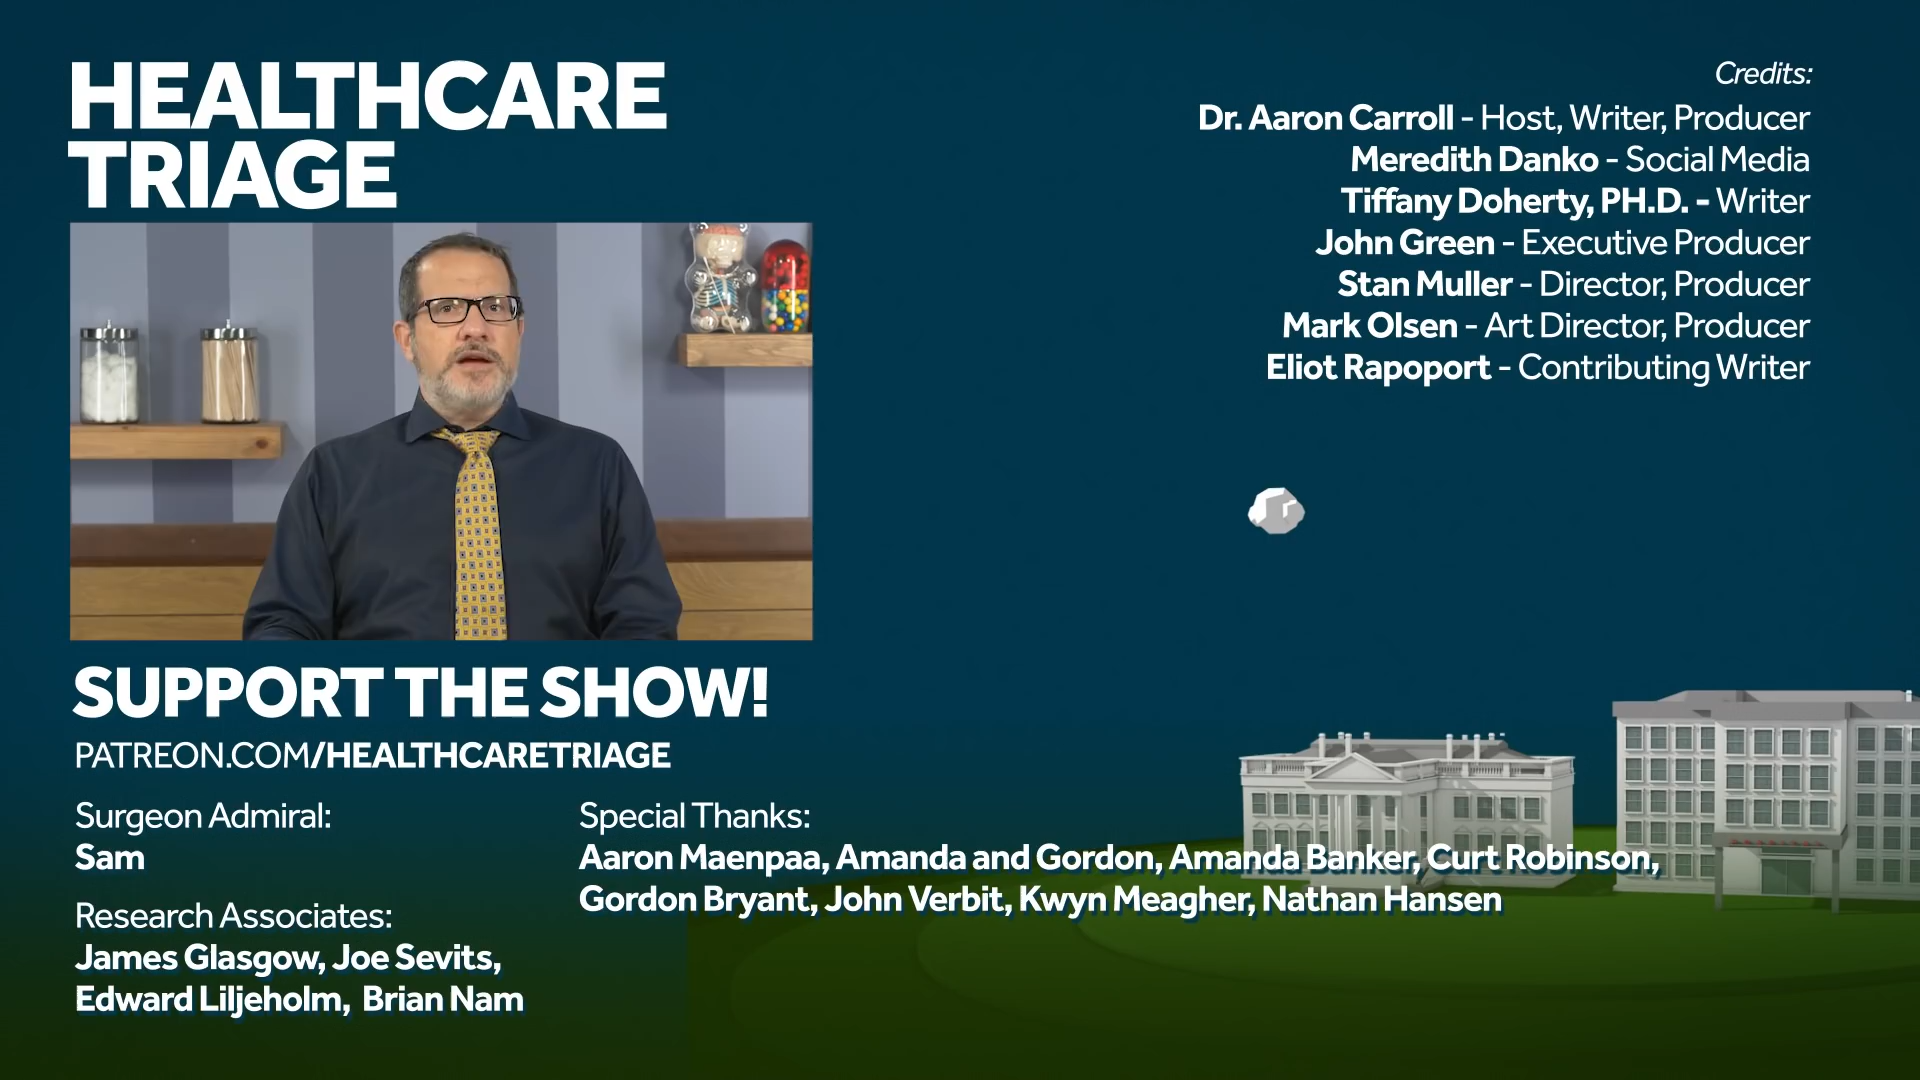 HEALTHCARE
TRIAGE
Credits:
Dr. Aaron Carroll - Host, Writer, Producer
Meredith Danko - Social Media
Tiffany Doherty, PH.D. - Writer
John Green - Executive Producer
Stan Muller - Director, Producer
Mark Olsen - Art Director, Producer
Eliot Rapoport - Contributing Writer
SUPPORT THE SHOW!
PATREON.COM/HEALTHCARETRIAGE
Surgeon Admiral:
Sam
Research Associates:
James Glasgow, Joe Sevits,
Edward Liljeholm, Brian Nam
Special Thanks:
Aaron Maenpaa, Amanda and Gordon, Amanda Banker, Curt Robinson,
Gordon Bryant, John Verbit, Kwyn Meagher, Nathan Hansen